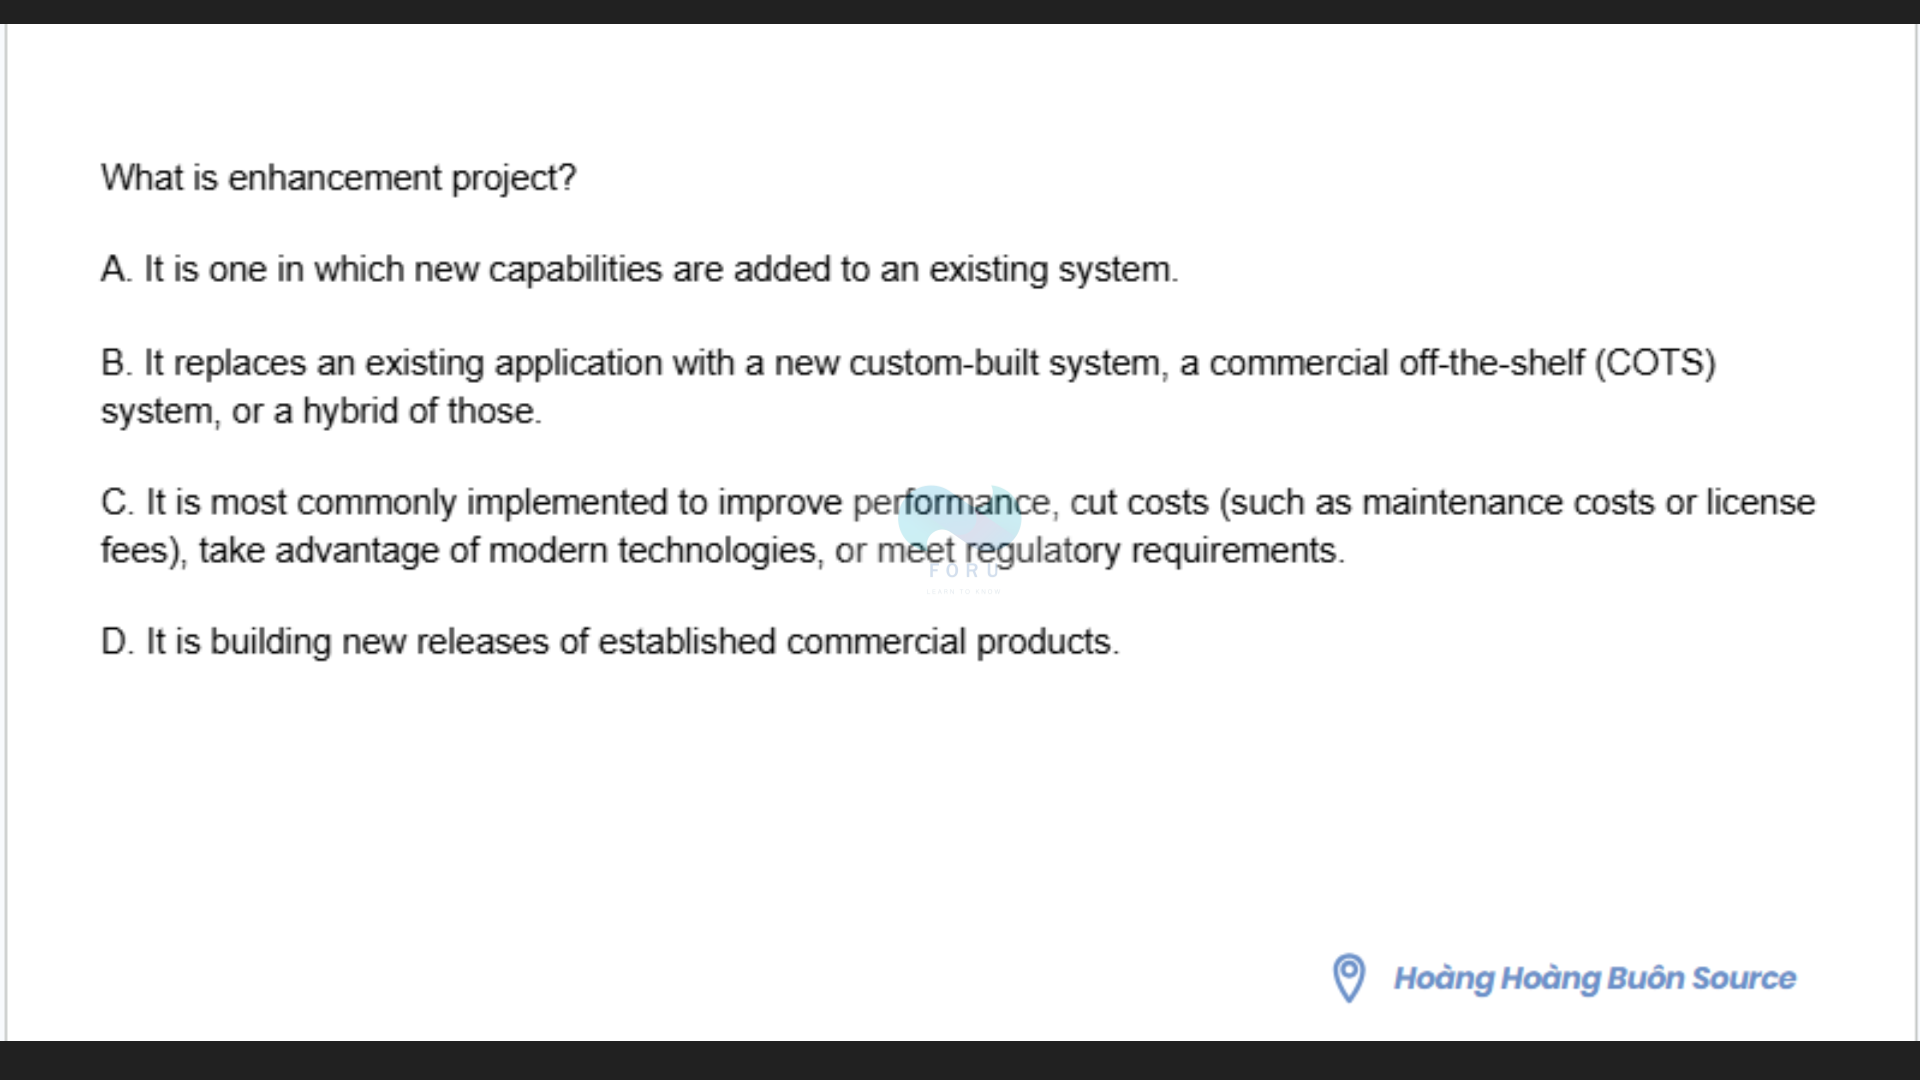 What is enhancement project?
A. It is one in which new capabilities are added to an existing system.
B. It replaces an existing application with a new custom-built system, a commercial off-the-shelf (COTS)
system, or a hybrid of those.
C. It is most commonly implemented to improve performance, cut costs (such as maintenance costs or license
fees), take advantage of modern technologies, or meet regulatory requirements.
FORU
LEARN TO KNOW
D. It is building new releases of established commercial products.
Hoàng Hoàng Buôn Source